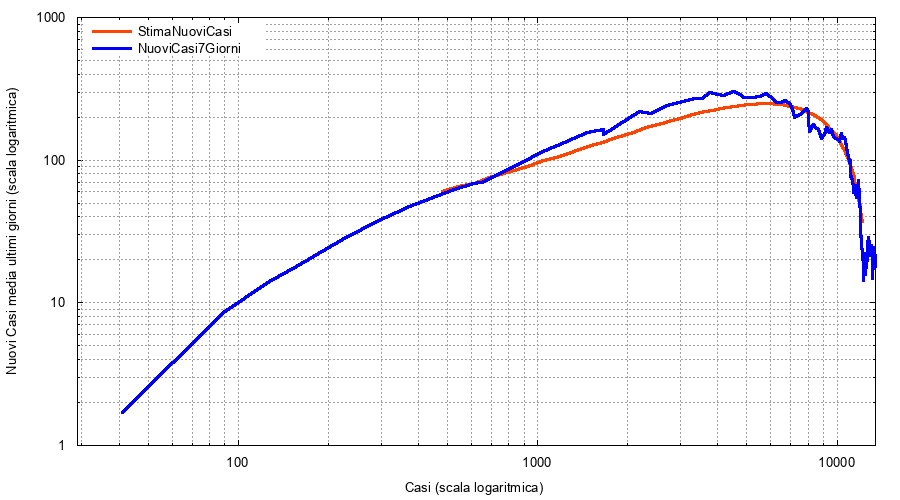 1000
StimaNuoviCasi
NuoviCasi7Giorni
100
10
1
Nuovi Casi media ultimi giorni (scala logaritmica)
100
1000
10000
Casi (scala logaritmica)